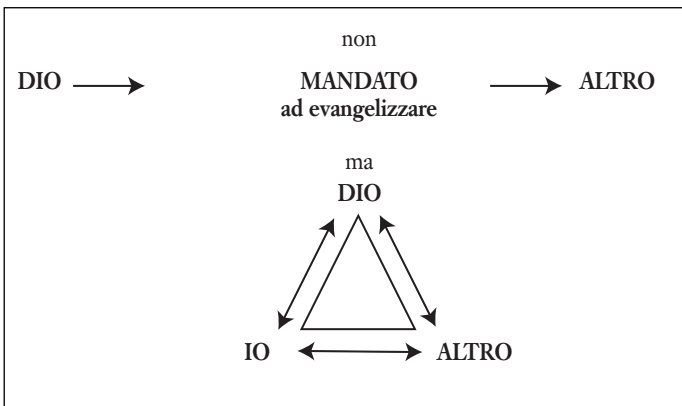 non
DIO MANDATO ALTRO
ad evangelizzare
ma
DIO
IO ALTRO